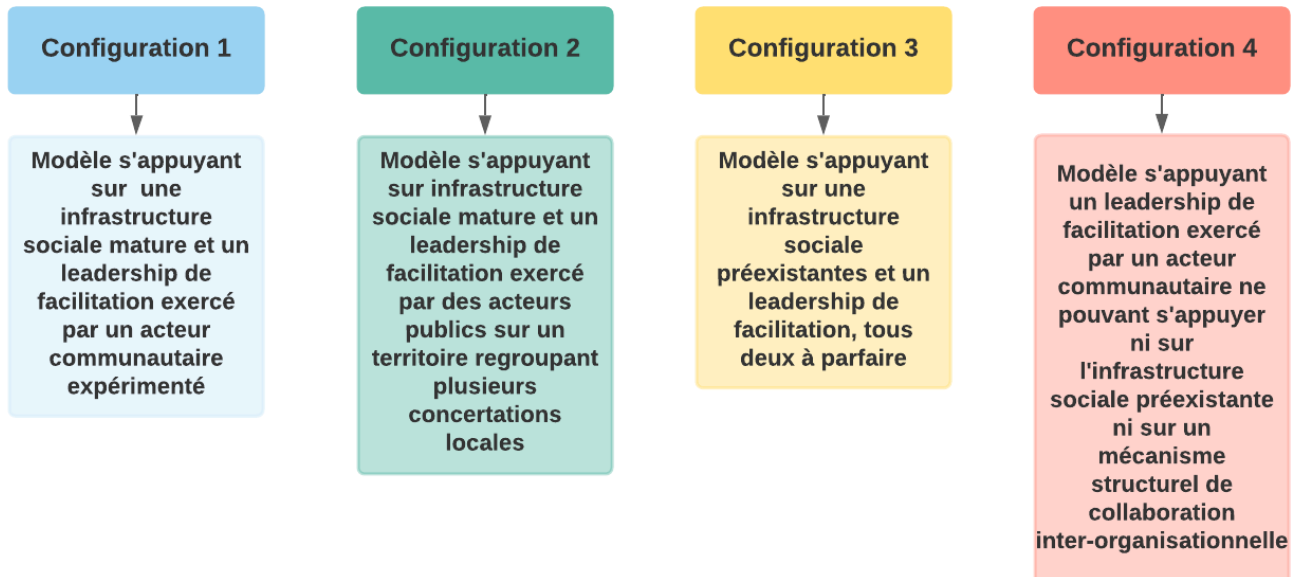 Configuration 1
Modèle s'appuyant
sur une
infrastructure
sociale mature et un
leadership de
facilitation exercé
par un acteur
communautaire
expérimenté
Configuration 2
Modèle s'appuyant
sur infrastructure
sociale mature et un
leadership de
facilitation exercé
par des acteurs
publics sur un
territoire regroupant
plusieurs
concertations
locales
Configuration 3
Modèle s'appuyant
sur une
infrastructure
sociale
préexistantes et un
leadership de
facilitation, tous
deux à parfaire
Configuration 4
Modèle s'appuyant
un leadership de
facilitation exercé
par un acteur
communautaire ne
pouvant s'appuyer
ni sur
l'infrastructure
sociale préexistante
ni sur un
mécanisme
structurel de
collaboration
inter-organisationnelle